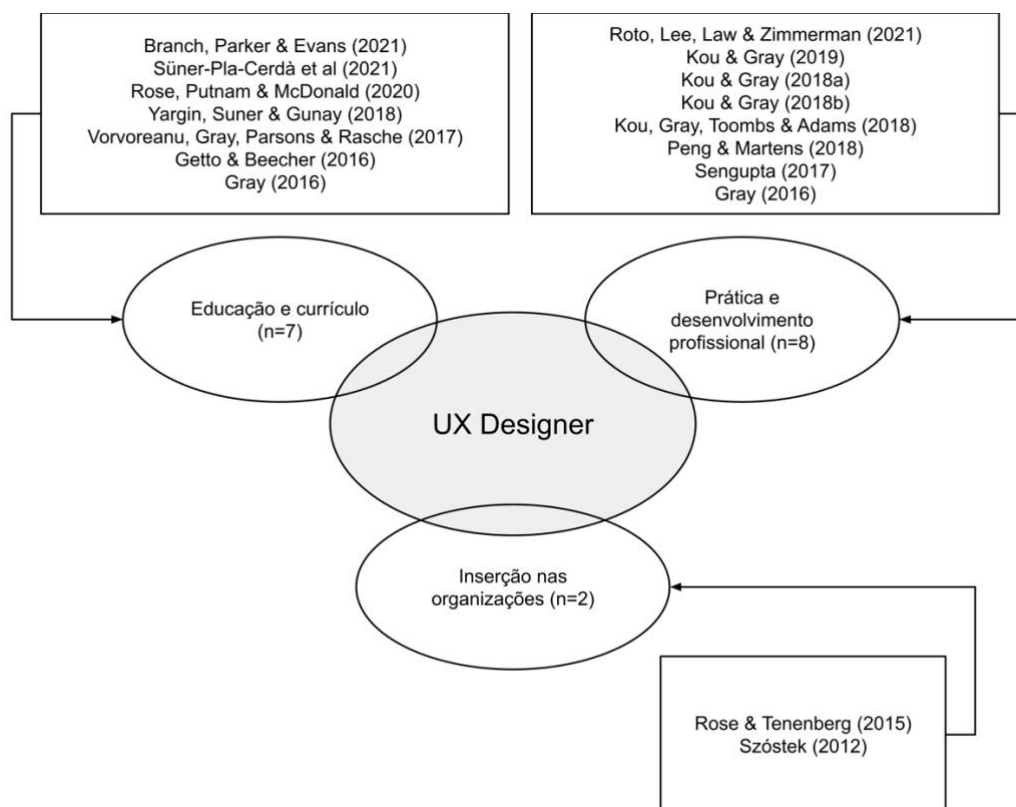 Branch, Parker & Evans (2021)
Süner-Pla-Cerdà et al (2021)
Rose, Putnam & McDonald (2020)
Yargin, Suner & Gunay (2018)
Vorvoreanu, Gray, Parsons & Rasche (2017)
Getto & Beecher (2016)
Gray (2016)
Roto, Lee, Law & Zimmerman (2021)
Kou & Gray (2019)
Kou & Gray (2018a)
Kou & Gray (2018b)
Kou, Gray, Toombs & Adams (2018)
Peng & Martens (2018)
Sengupta (2017)
Gray (2016)
Educação e currículo
(n=7)
Prática e
desenvolvimento
profissional (n=8)
UX Designer
Inserção nas
organizações (n=2)
Rose & Tenenberg (2015)
Szóstek (2012)